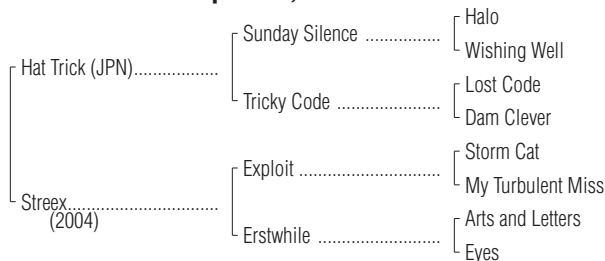 Halo
Sunday Silence ................
Wishing Well
Hat Trick (JPN)..................
Lost Code
Tricky Code ......................
Dam Clever
Storm Cat
Exploit ..............................
My Turbulent Miss
Streex................................
(2004)
Arts and Letters
Erstwhile ..........................
Eyes